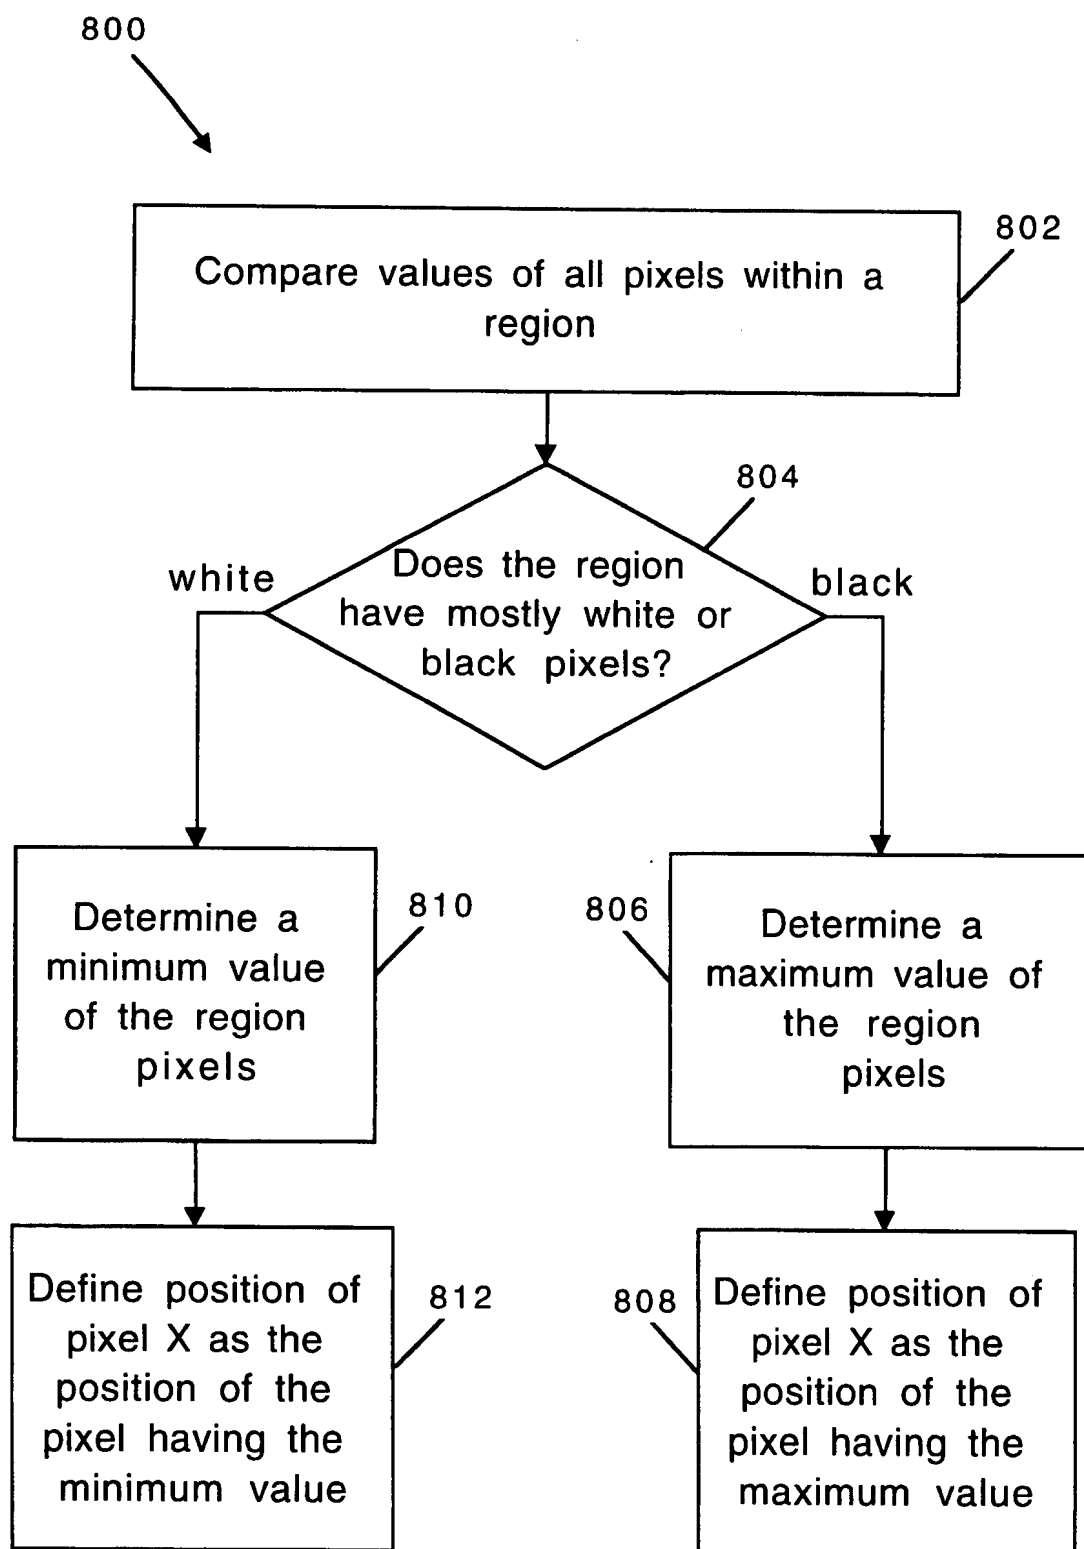 800
802
Compare values of all pixels within a
region
804
white
black
Does the region
have mostly white or
black pixels?
810
Determine a
minimum value
of the region
pixels
806
Determine a
maximum value of
the region
pixels
812
Define position of
pixel X as the
position of the
pixel having the
minimum value
808
Define position of
pixel X as the
position of the
pixel having the
maximum value